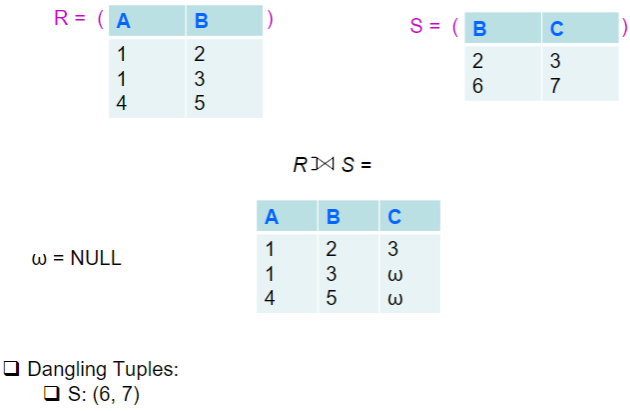 R = ( A B )
1 2
1 3
4 5
S = ( B C )
2 3
6 7
R ⟕ S =
A B C
1 2 3
1 3 ω
4 5 ω
ω = NULL
❑ Dangling Tuples:
❑ S: (6, 7)